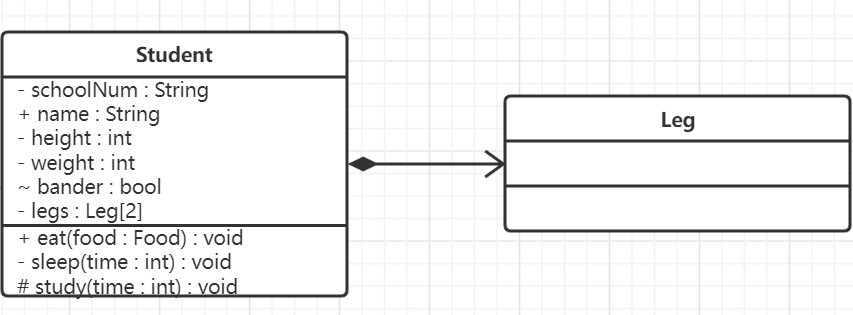 Student
- schoolNum : String
+ name : String
- height : int
- weight : int
~ bander : bool
- legs : Leg[2]
+ eat(food : Food) : void
- sleep(time : int) : void
# study(time : int) : void
Leg